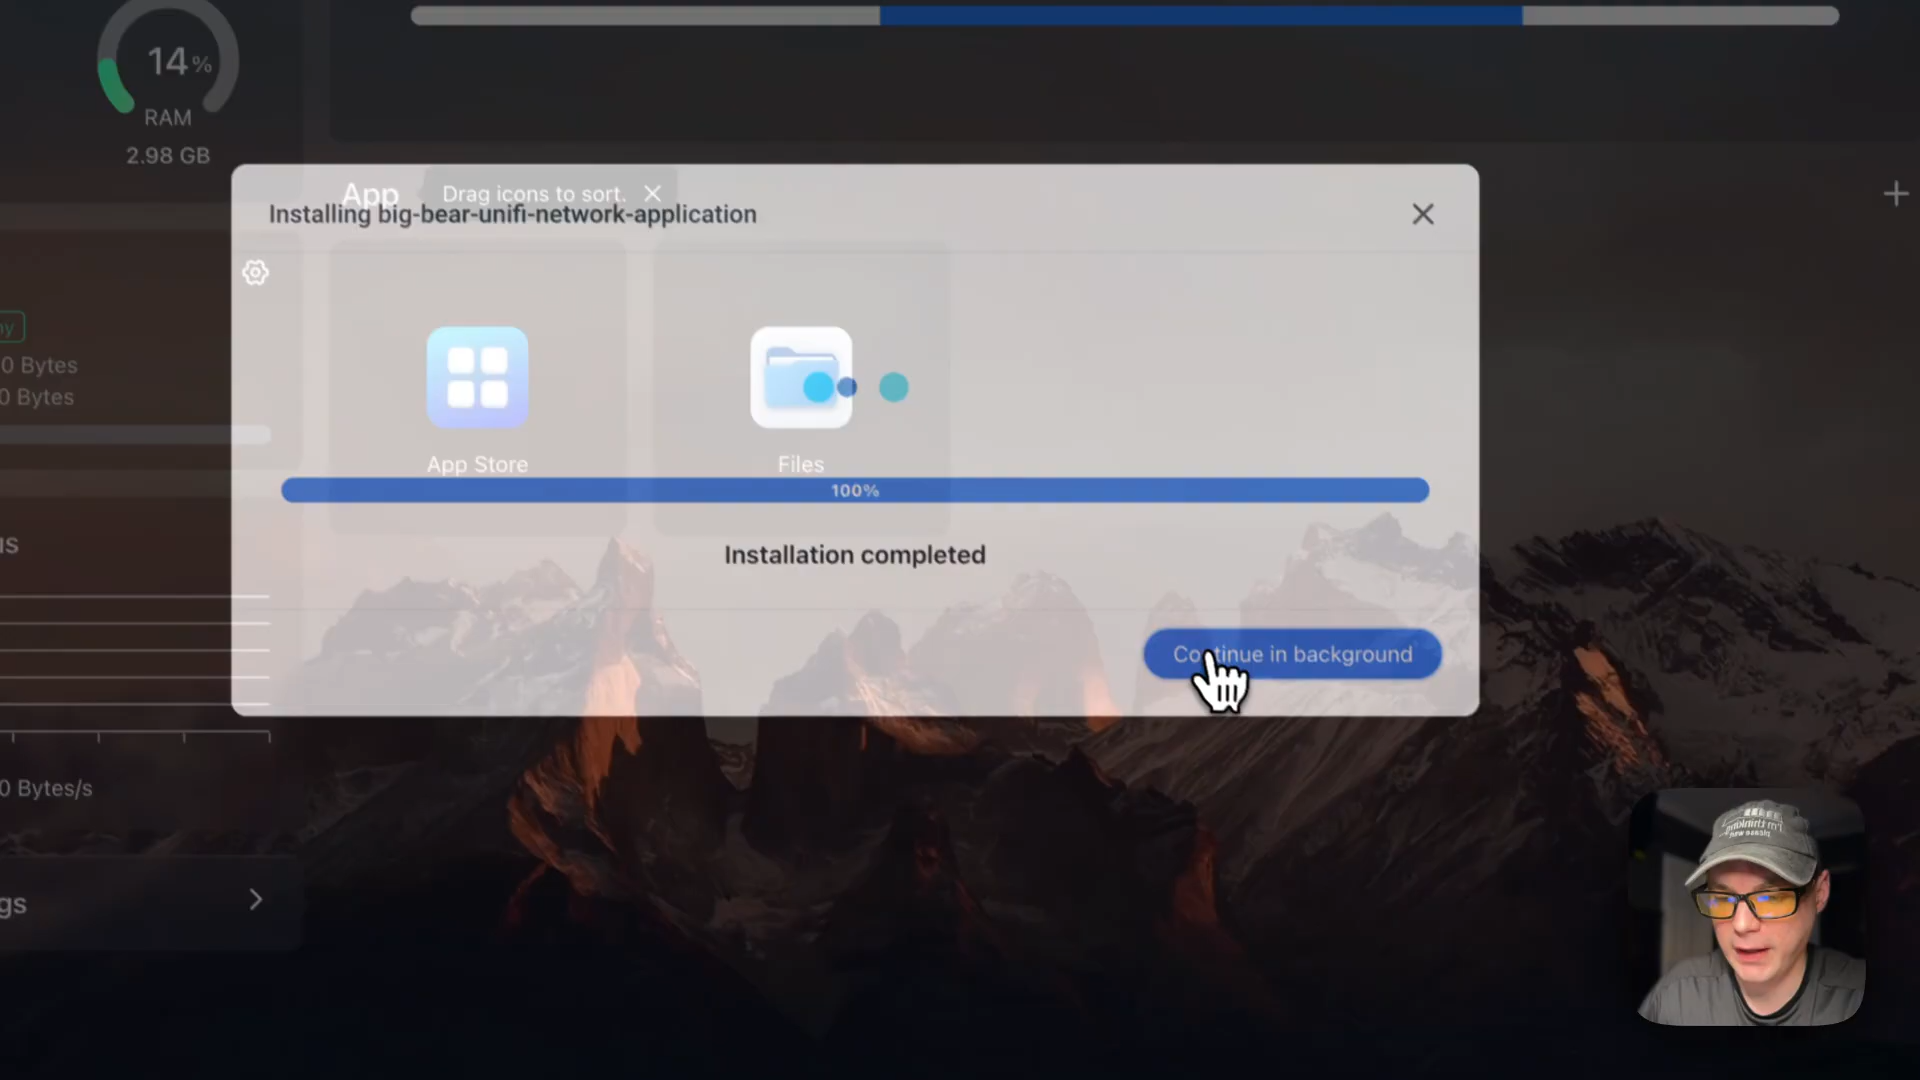 14%
RAM
2.98 GB
App
Drag icons to sort.
Installing big-bear-unifi-network-application
0 Bytes
0 Bytes
App Store
Files
100%
Installation completed
Continue in background
0 Bytes/s
gs